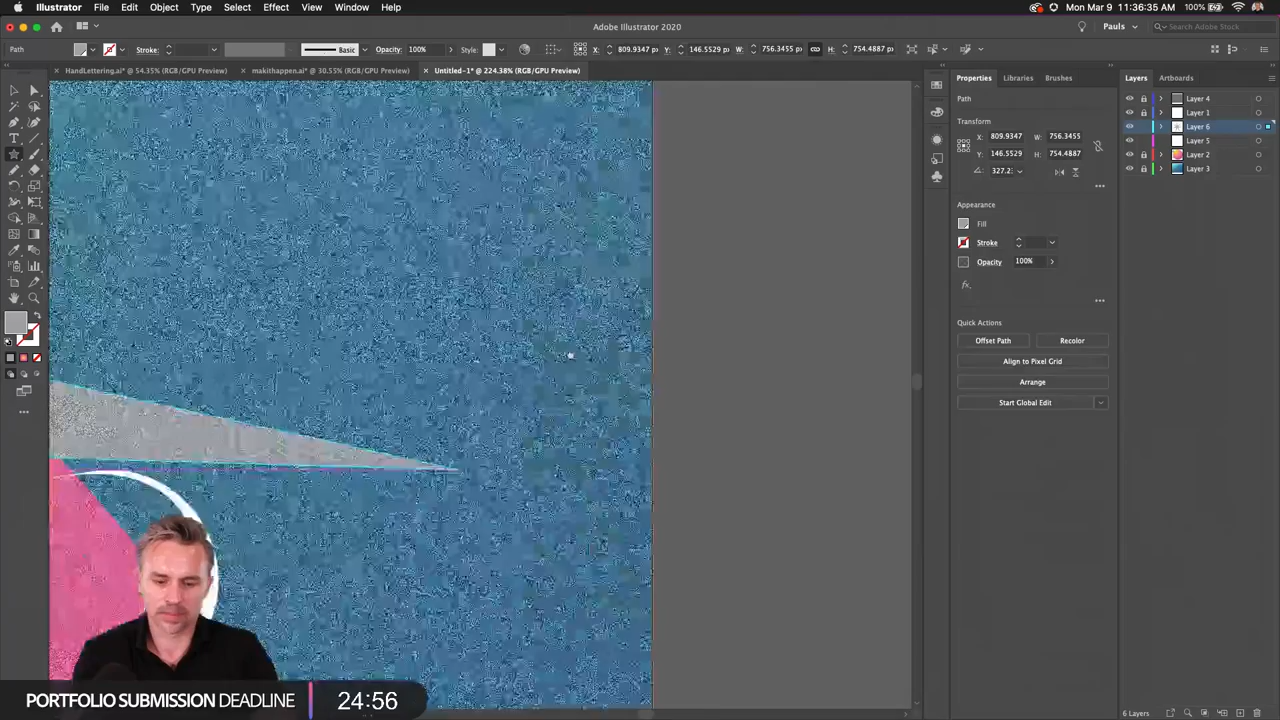 Illustrator File Edit Object Type Select Effect View Window Help
100% Mon Mar 9 11:36:35 AM
Adobe Illustrator 2020
Pauls
Search Adobe Stock
Path Stroke: Basic Opacity: 100% Style: X: 809.9347 p Y: 146.5529 p W: 756.3455 p H: 754.4887 p
HandLettering.ai* @ 54.35% (RGB/GPU Preview)
makithappen.ai* @ 30.55% (RGB/GPU Preview)
Untitled-1* @ 224.38% (RGB/GPU Preview)
Properties Libraries Brushes
Path
Transform
X: 809.9347 W: 756.3455
Y: 146.5529 H: 754.4887
327.2
Appearance
Fill
Stroke
Opacity 100%
fx
Quick Actions
Offset Path Recolor
Align to Pixel Grid
Arrange
Start Global Edit
Layers Artboards
Layer 4
Layer 1
Layer 6
Layer 5
Layer 2
Layer 3
6 Layers
PORTFOLIO SUBMISSION DEADLINE 24:56